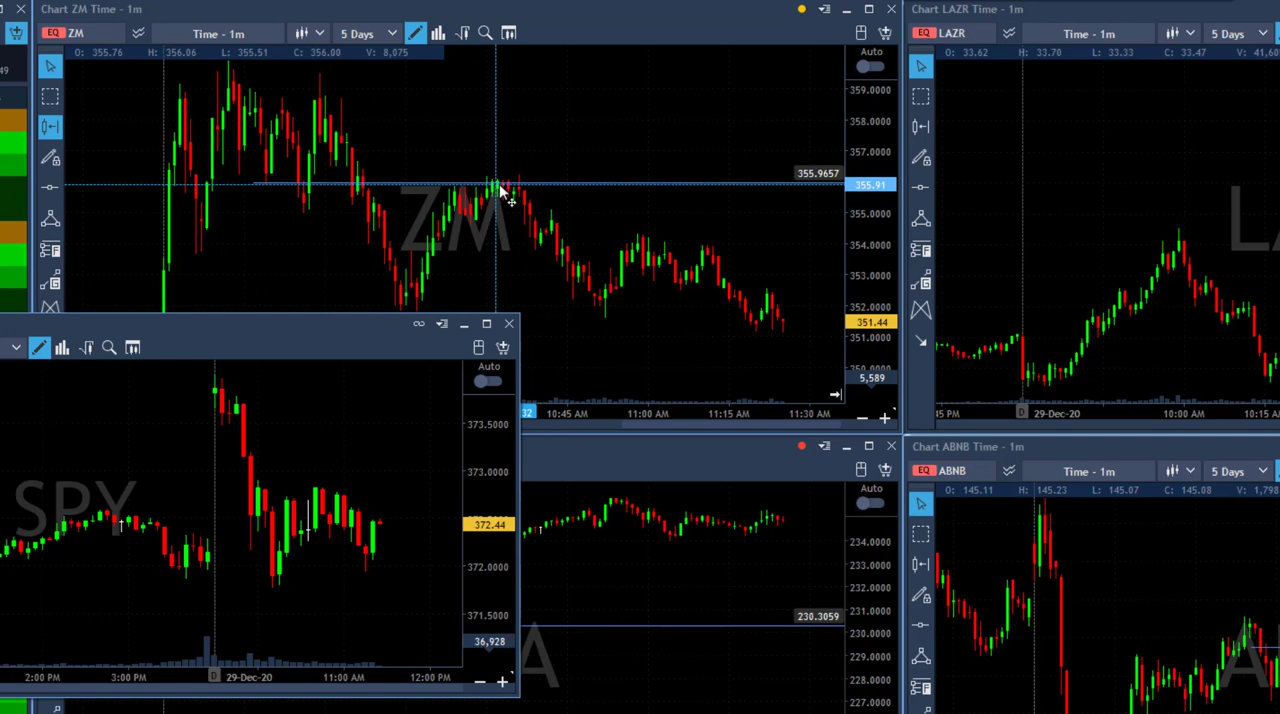 Chart ZM Time - 1m
EQ ZM
Time - 1m
5 Days
O: 355.76 H: 356.06 L: 355.51 C: 356.00 V: 8,075
Auto
359.0000
358.0000
357.0000
355.9657
355.91
355.0000
354.0000
353.0000
352.0000
351.44
351.0000
5,589
ZM
32
10:45 AM
11:00 AM
11:15 AM
11:30 AM
49
Chart LAZR Time - 1m
EQ LAZR
Time - 1m
5 Days
O: 33.62 H: 33.70 L: 33.33 C: 33.47
D
29-Dec-20
10:00 AM
Auto
373.5000
373.0000
372.44
372.0000
371.5000
36,928
SPY
2:00 PM
3:00 PM
D
29-Dec-20
11:00 AM
12:00 PM
Auto
234.0000
233.0000
232.0000
231.0000
230.3059
230.0000
229.0000
228.0000
227.0000
Chart ABNB Time - 1m
EQ ABNB
Time - 1m
5 Days
O: 145.11 H: 145.23 L: 145.07 C: 145.08 V: 1,798